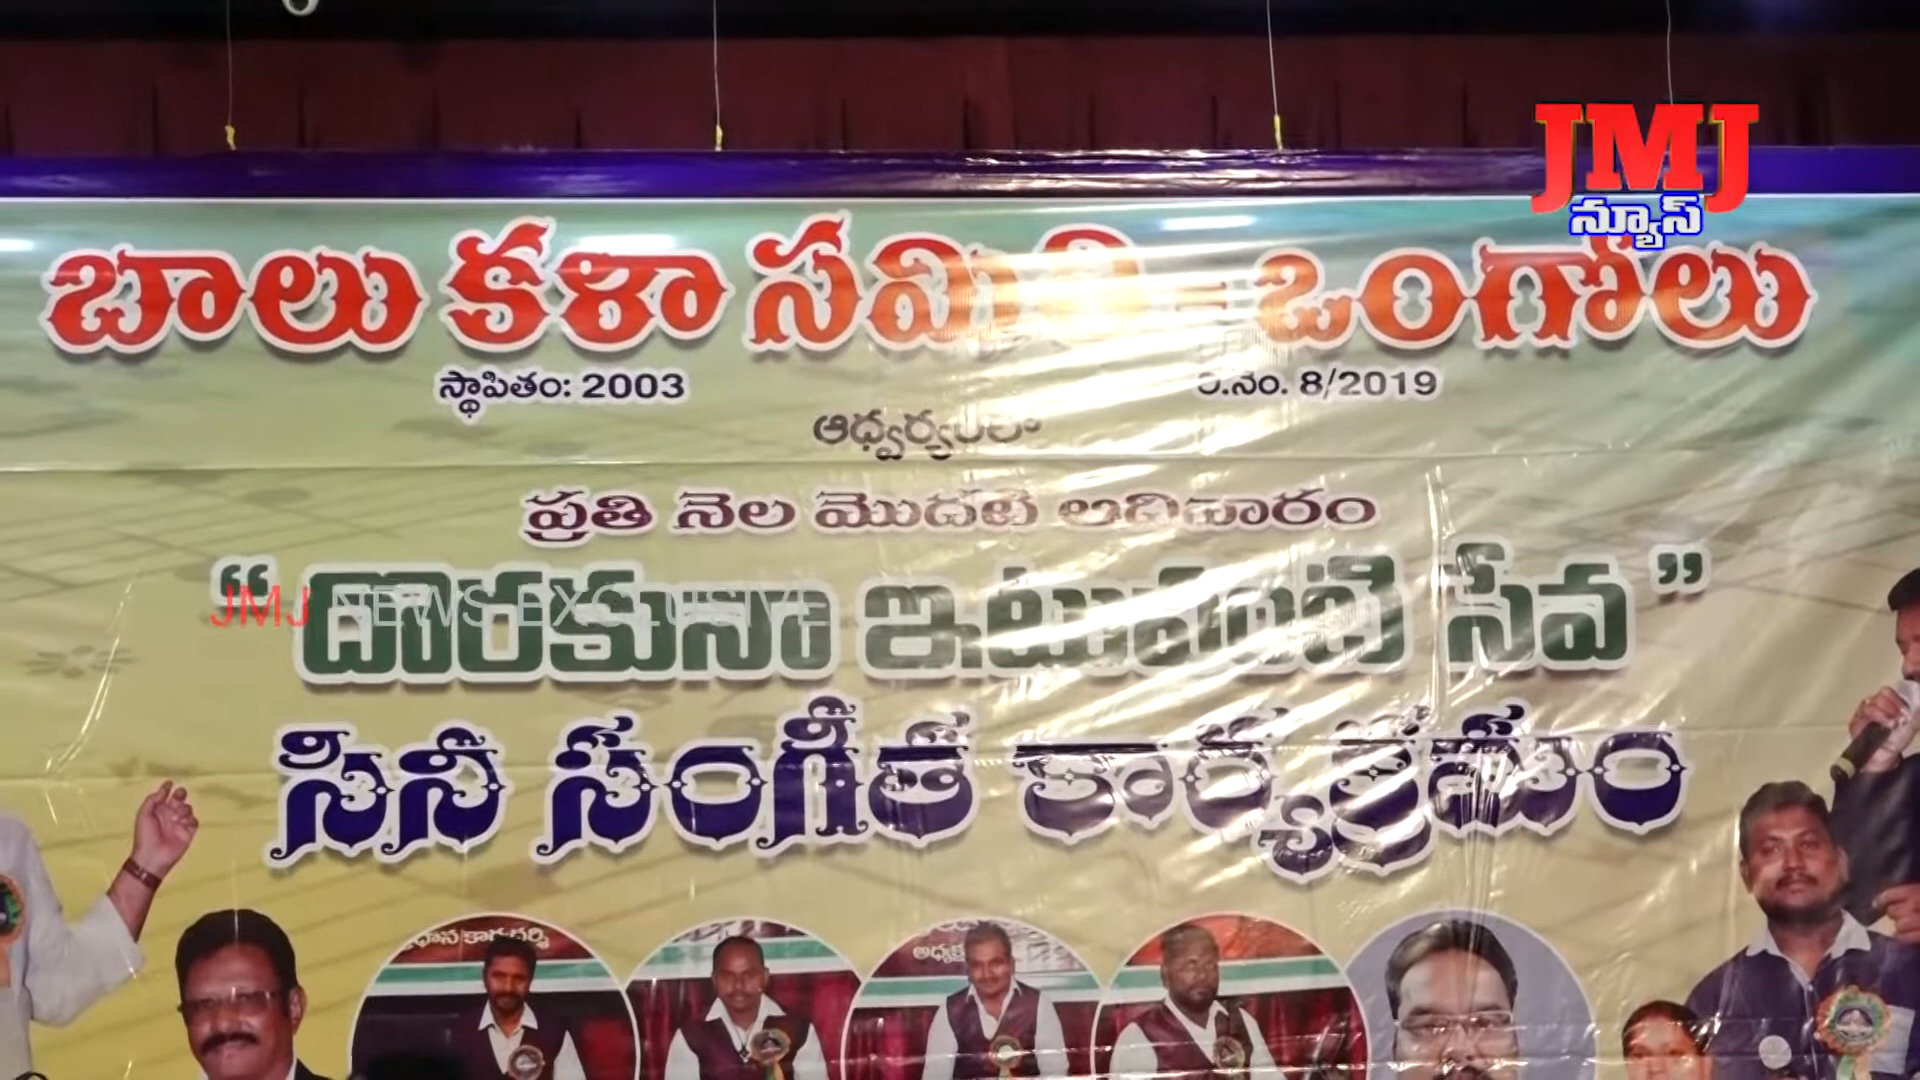 JMJ
న్యూస్
బాలు కళా సమితి - ఒంగోలు
స్థాపితం: 2003
రి.నెం. 8/2019
ఆధ్వర్యంలో
ప్రతి నెల మొదటి ఆదివారం
“దొరకునా ఇటువంటి సేవ”
JMJ NEWS EXCLUSIVE
సినీ సంగీత కార్యక్రమం